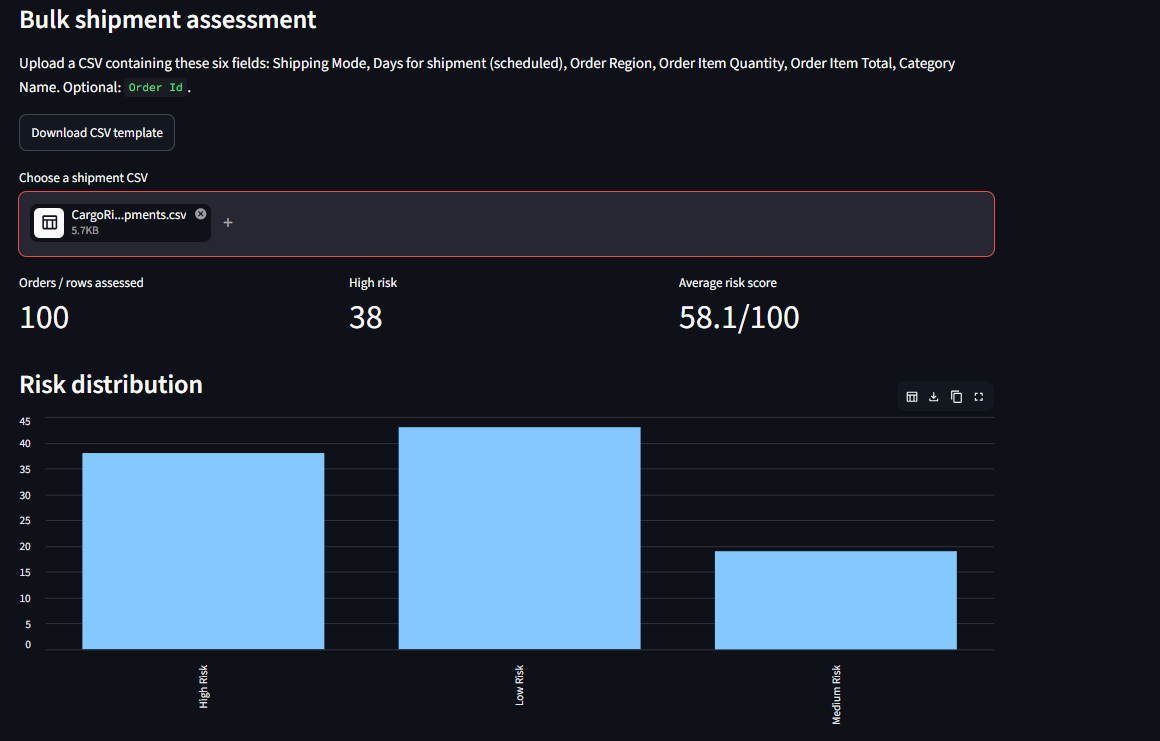 Bulk shipment assessment
Upload a CSV containing these six fields: Shipping Mode, Days for shipment (scheduled), Order Region, Order Item Quantity, Order Item Total, Category
Name. Optional: Order Id.
Download CSV template
Choose a shipment CSV
CargoRi...pments.csv
5.7KB
Orders / rows assessed
High risk
Average risk score
100
38
58.1/100
Risk distribution
45
40
35
30
25
20
15
10
5
0
High Risk
Low Risk
Medium Risk